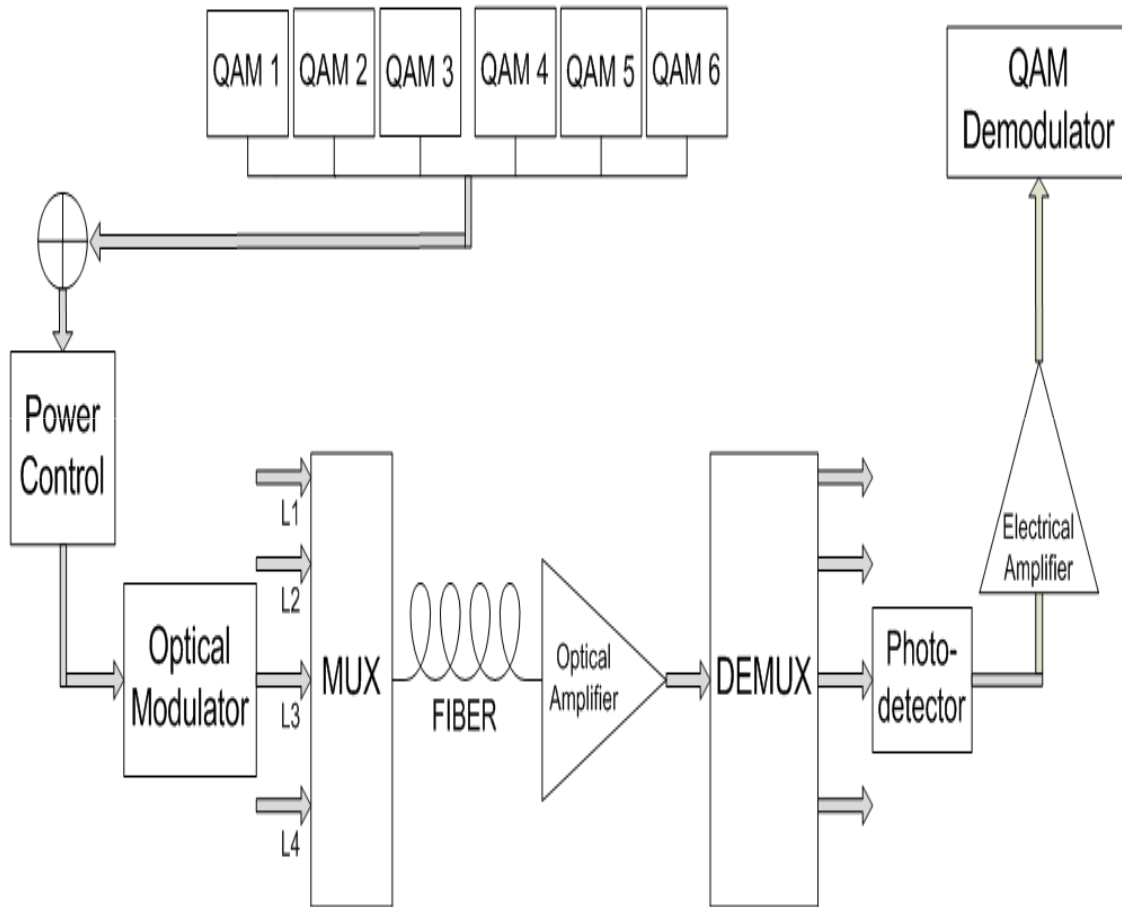 QAM 1
QAM 2
QAM 3
QAM 4
QAM 5
QAM 6
QAM
Demodulator
Power
Control
L1
L2
L3
L4
Optical
Modulator
MUX
FIBER
Optical
Amplifier
DEMUX
Photo-
detector
Electrical
Amplifier